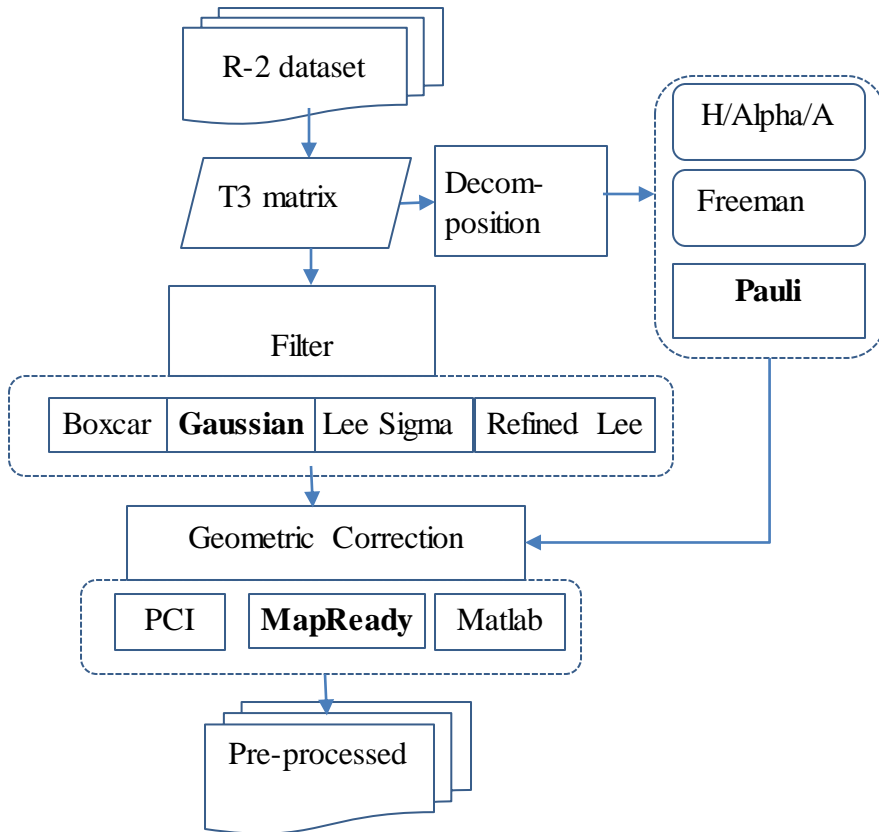 R-2 dataset
T3 matrix
Decom-
position
H/Alpha/A
Freeman
Pauli
Filter
Boxcar Gaussian Lee Sigma Refined Lee
Geometric Correction
PCI MapReady Matlab
Pre-processed